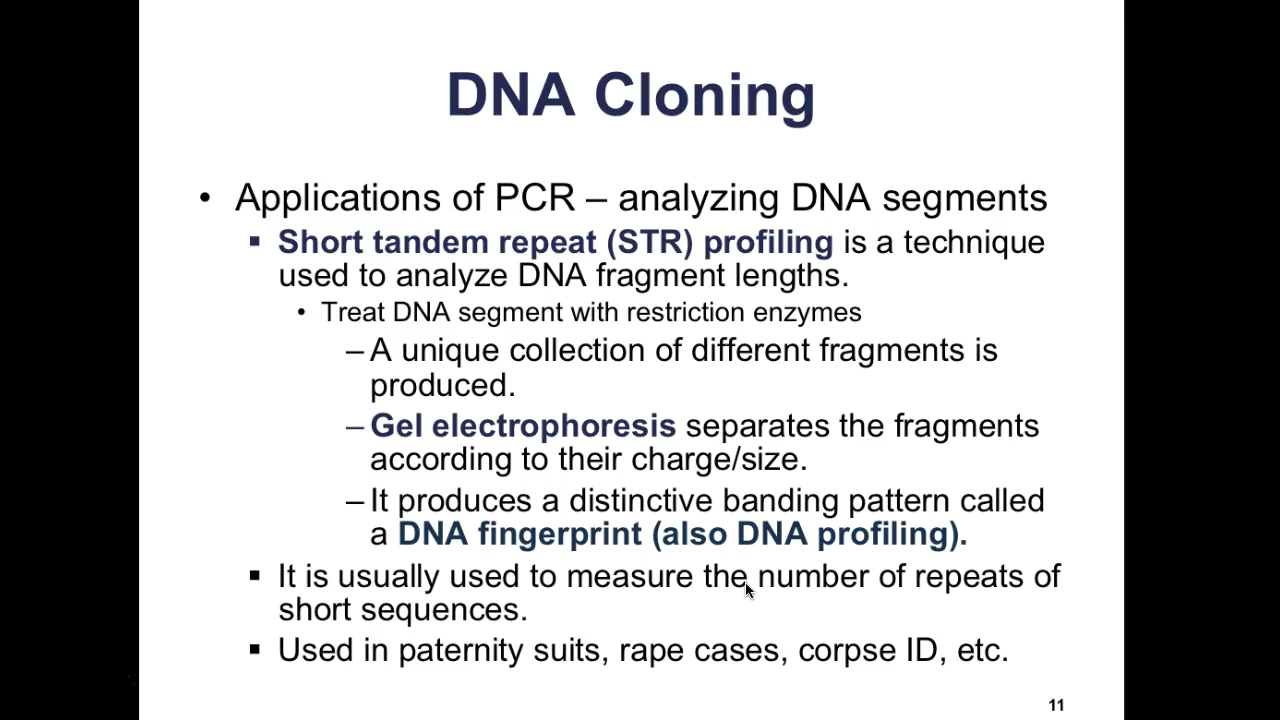 DNA Cloning
• Applications of PCR – analyzing DNA segments
▪ Short tandem repeat (STR) profiling is a technique
used to analyze DNA fragment lengths.
• Treat DNA segment with restriction enzymes
– A unique collection of different fragments is
produced.
– Gel electrophoresis separates the fragments
according to their charge/size.
– It produces a distinctive banding pattern called
a DNA fingerprint (also DNA profiling).
▪ It is usually used to measure the number of repeats of
short sequences.
▪ Used in paternity suits, rape cases, corpse ID, etc.
11